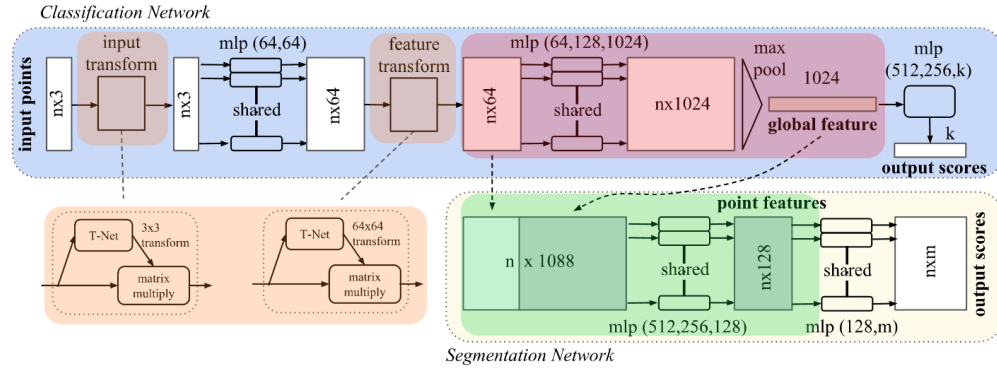 Classification Network
input points
nx3
input
transform
nx3
mlp (64,64)
shared
nx64
feature
transform
nx64
mlp (64,128,1024)
shared
nx1024
max
pool
1024
global feature
mlp
(512,256,k)
k
output scores
T-Net
3x3
transform
matrix
multiply
T-Net
64x64
transform
matrix
multiply
n x 1088
shared
mlp (512,256,128)
point features
nx128
shared
mlp (128,m)
nxm
output scores
Segmentation Network